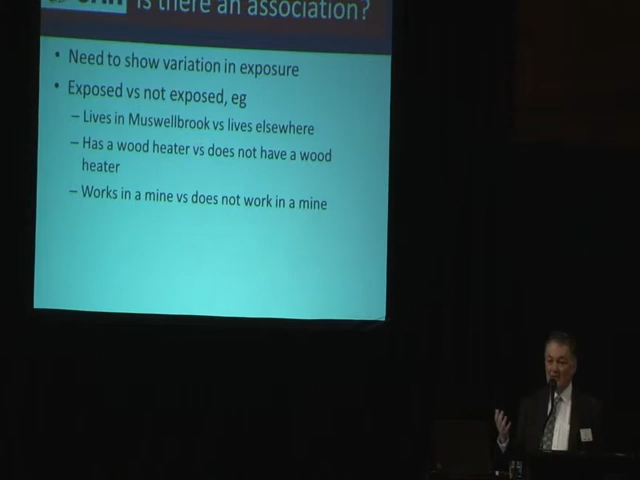 is there an association?
• Need to show variation in exposure
• Exposed vs not exposed, eg
– Lives in Muswellbrook vs lives elsewhere
– Has a wood heater vs does not have a wood
heater
– Works in a mine vs does not work in a mine